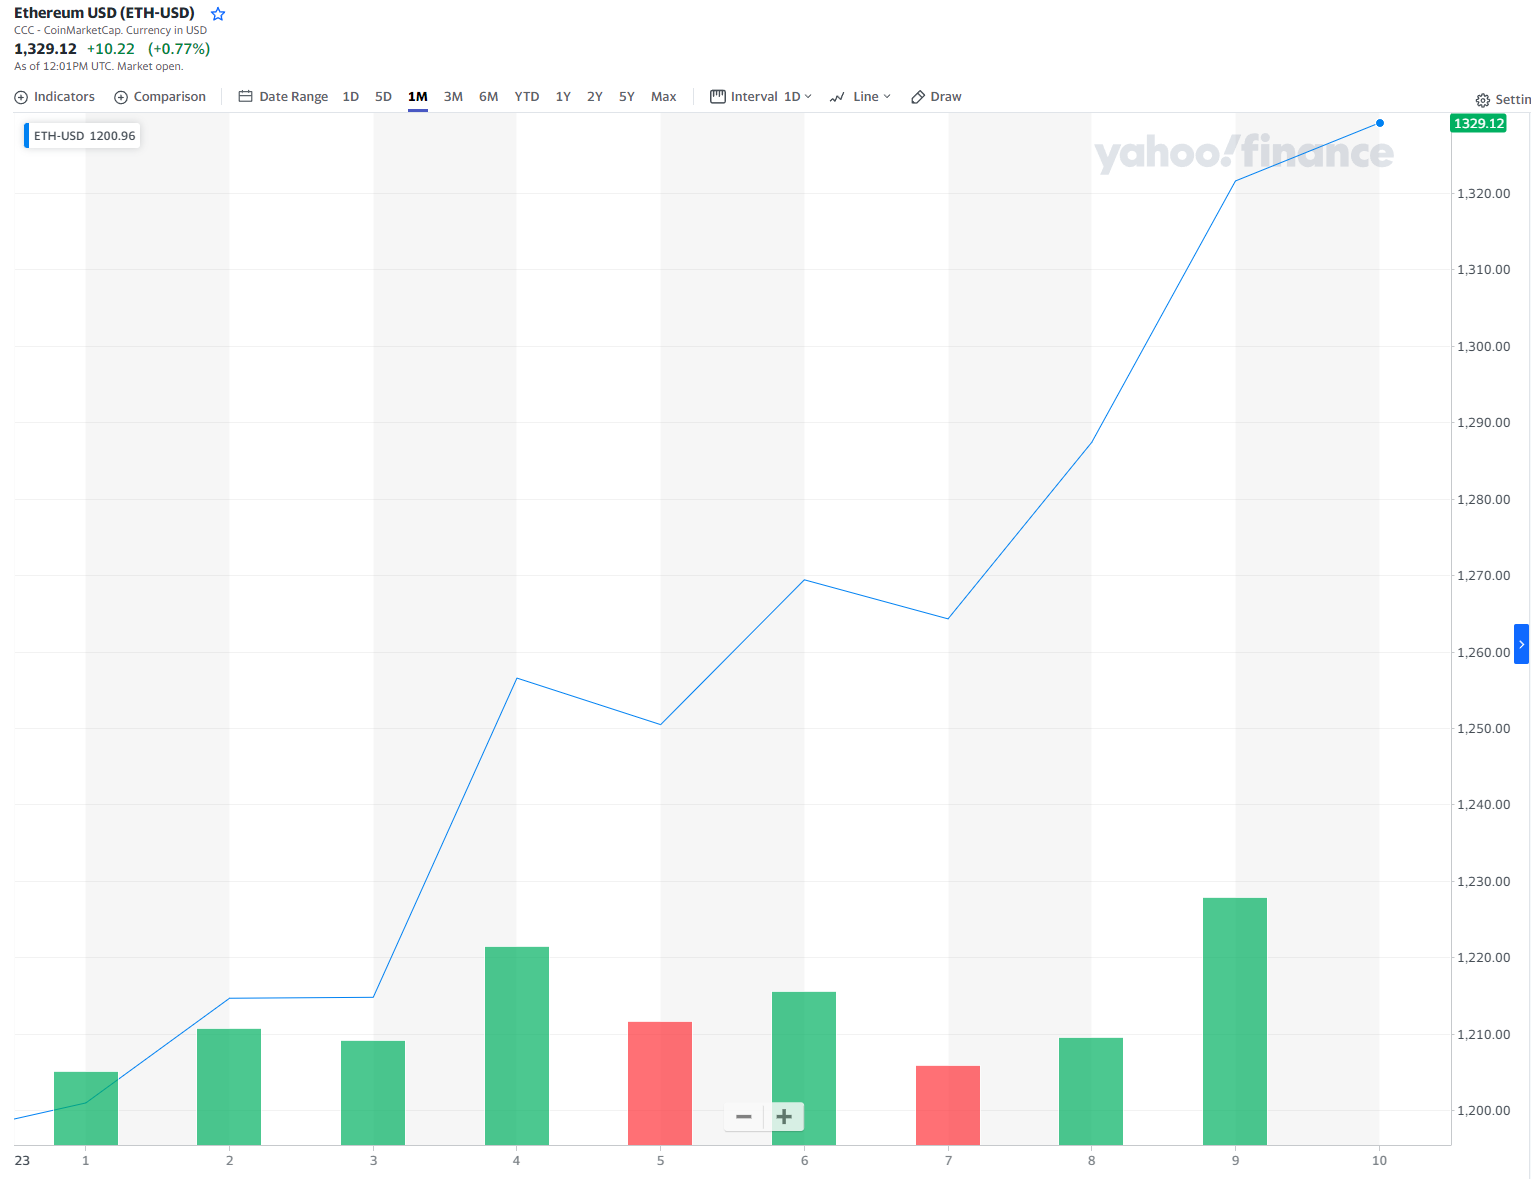 Ethereum USD (ETH-USD)
CCC - CoinMarketCap. Currency in USD
1,329.12 +10.22 (+0.77%)
As of 12:01PM UTC. Market open.
Indicators Comparison Date Range 1D 5D 1M 3M 6M YTD 1Y 2Y 5Y Max Interval 1D Line Draw Settin
ETH-USD 1200.96
yahoo!finance
1329.12
1,320.00
1,310.00
1,300.00
1,290.00
1,280.00
1,270.00
1,260.00
1,250.00
1,240.00
1,230.00
1,220.00
1,210.00
1,200.00
23 1 2 3 4 5 6 7 8 9 10